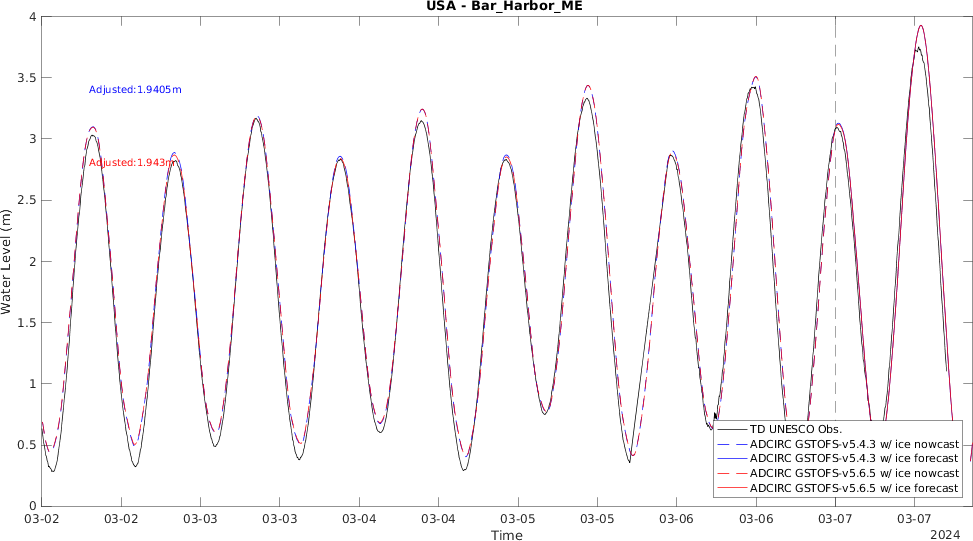 USA - Bar_Harbor_ME
4
3.5
3
2.5
2
1.5
1
0.5
0
Water Level (m)
Adjusted:1.9405m
Adjusted:1.943m
TD UNESCO Obs.
ADCIRC GSTOFS-v5.4.3 w/ ice nowcast
ADCIRC GSTOFS-v5.4.3 w/ ice forecast
ADCIRC GSTOFS-v5.6.5 w/ ice nowcast
ADCIRC GSTOFS-v5.6.5 w/ ice forecast
03-02 03-02 03-03 03-03 03-04 03-04 03-05 03-05 03-06 03-06 03-07 03-07
Time
2024